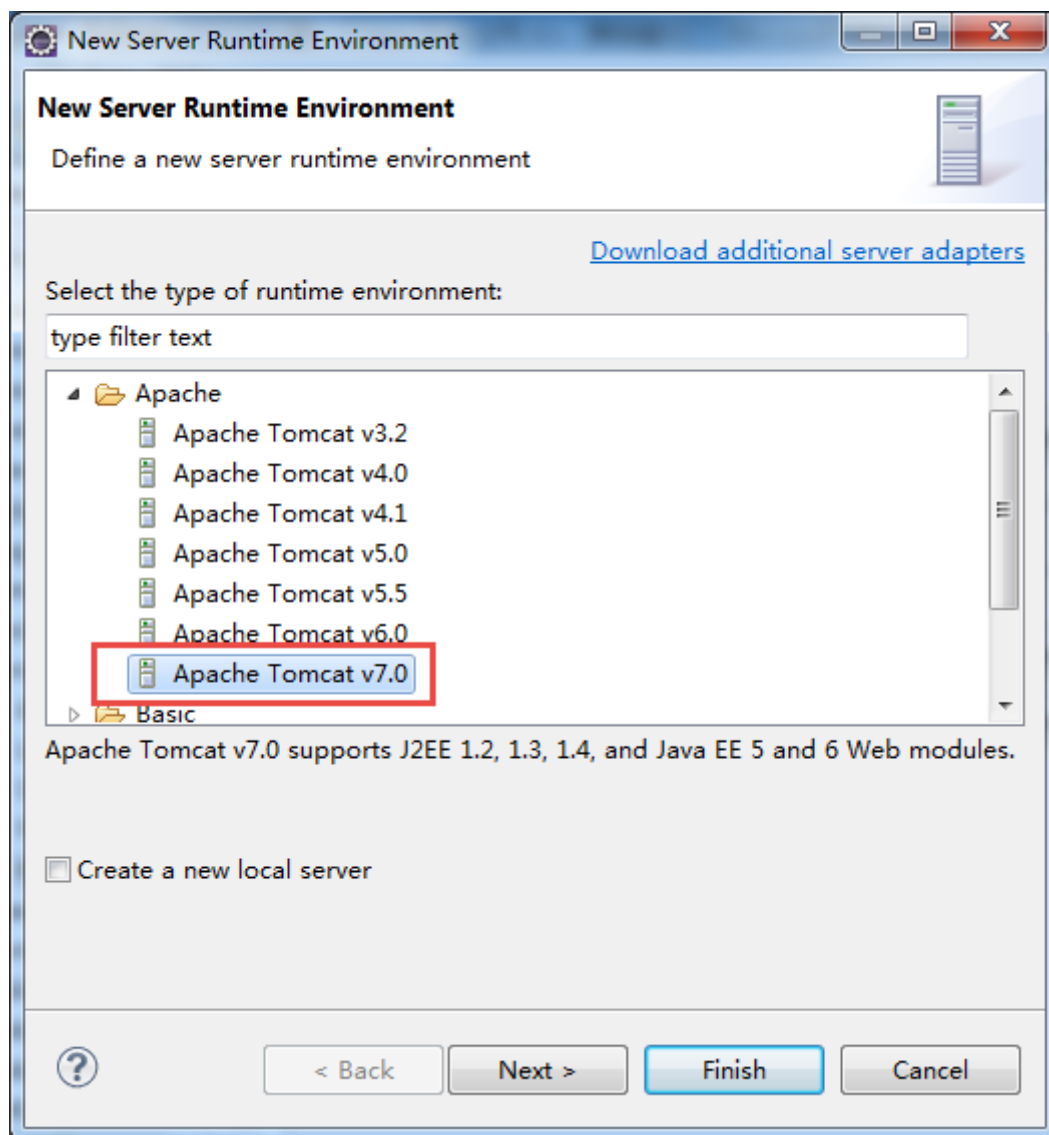 New Server Runtime Environment
New Server Runtime Environment
Define a new server runtime environment
Download additional server adapters
Select the type of runtime environment:
type filter text
Apache
Apache Tomcat v3.2
Apache Tomcat v4.0
Apache Tomcat v4.1
Apache Tomcat v5.0
Apache Tomcat v5.5
Apache Tomcat v6.0
Apache Tomcat v7.0
Basic
Apache Tomcat v7.0 supports J2EE 1.2, 1.3, 1.4, and Java EE 5 and 6 Web modules.
Create a new local server
< Back Next > Finish Cancel